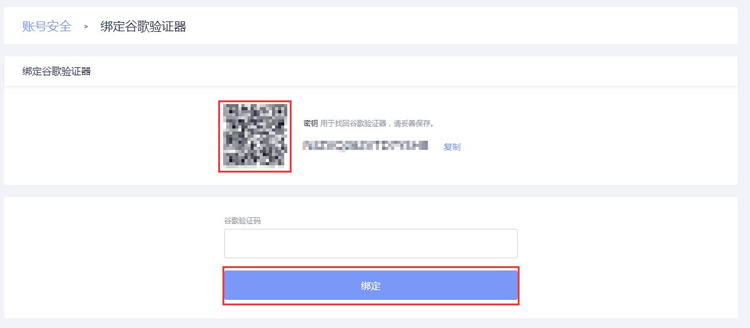 账号安全 > 绑定谷歌验证器
绑定谷歌验证器
密钥 用于找回谷歌验证器，请妥善保存。
复制
谷歌验证码
绑定